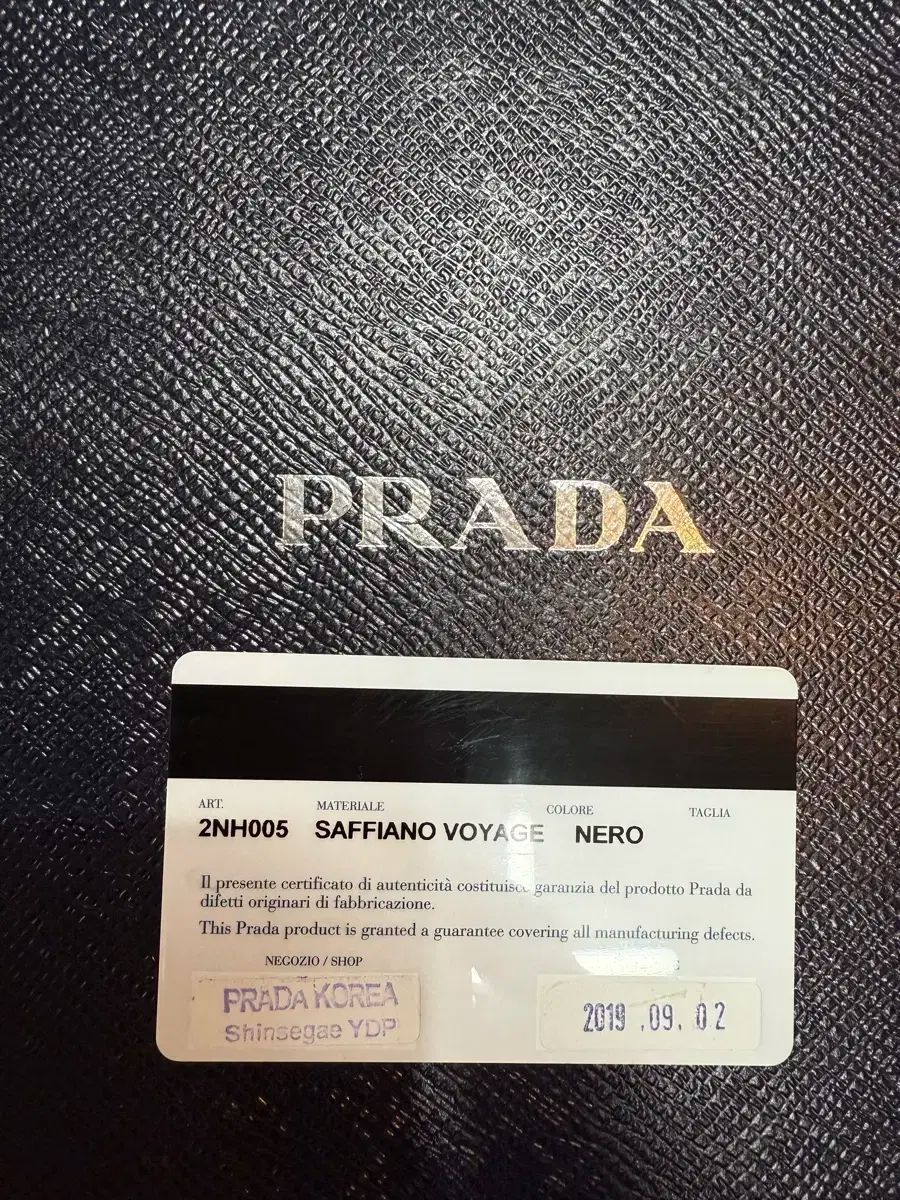 PRADA
ART. MATERIALE COLORE TAGLIA
2NH005 SAFFIANO VOYAGE NERO
Il presente certificato di autenticità costituisce garanzia del prodotto Prada da
difetti originari di fabbricazione.
This Prada product is granted a guarantee covering all manufacturing defects.
NEGOZIO / SHOP
PRADA KOREA
Shinsegae YDP
2019 .09. 02